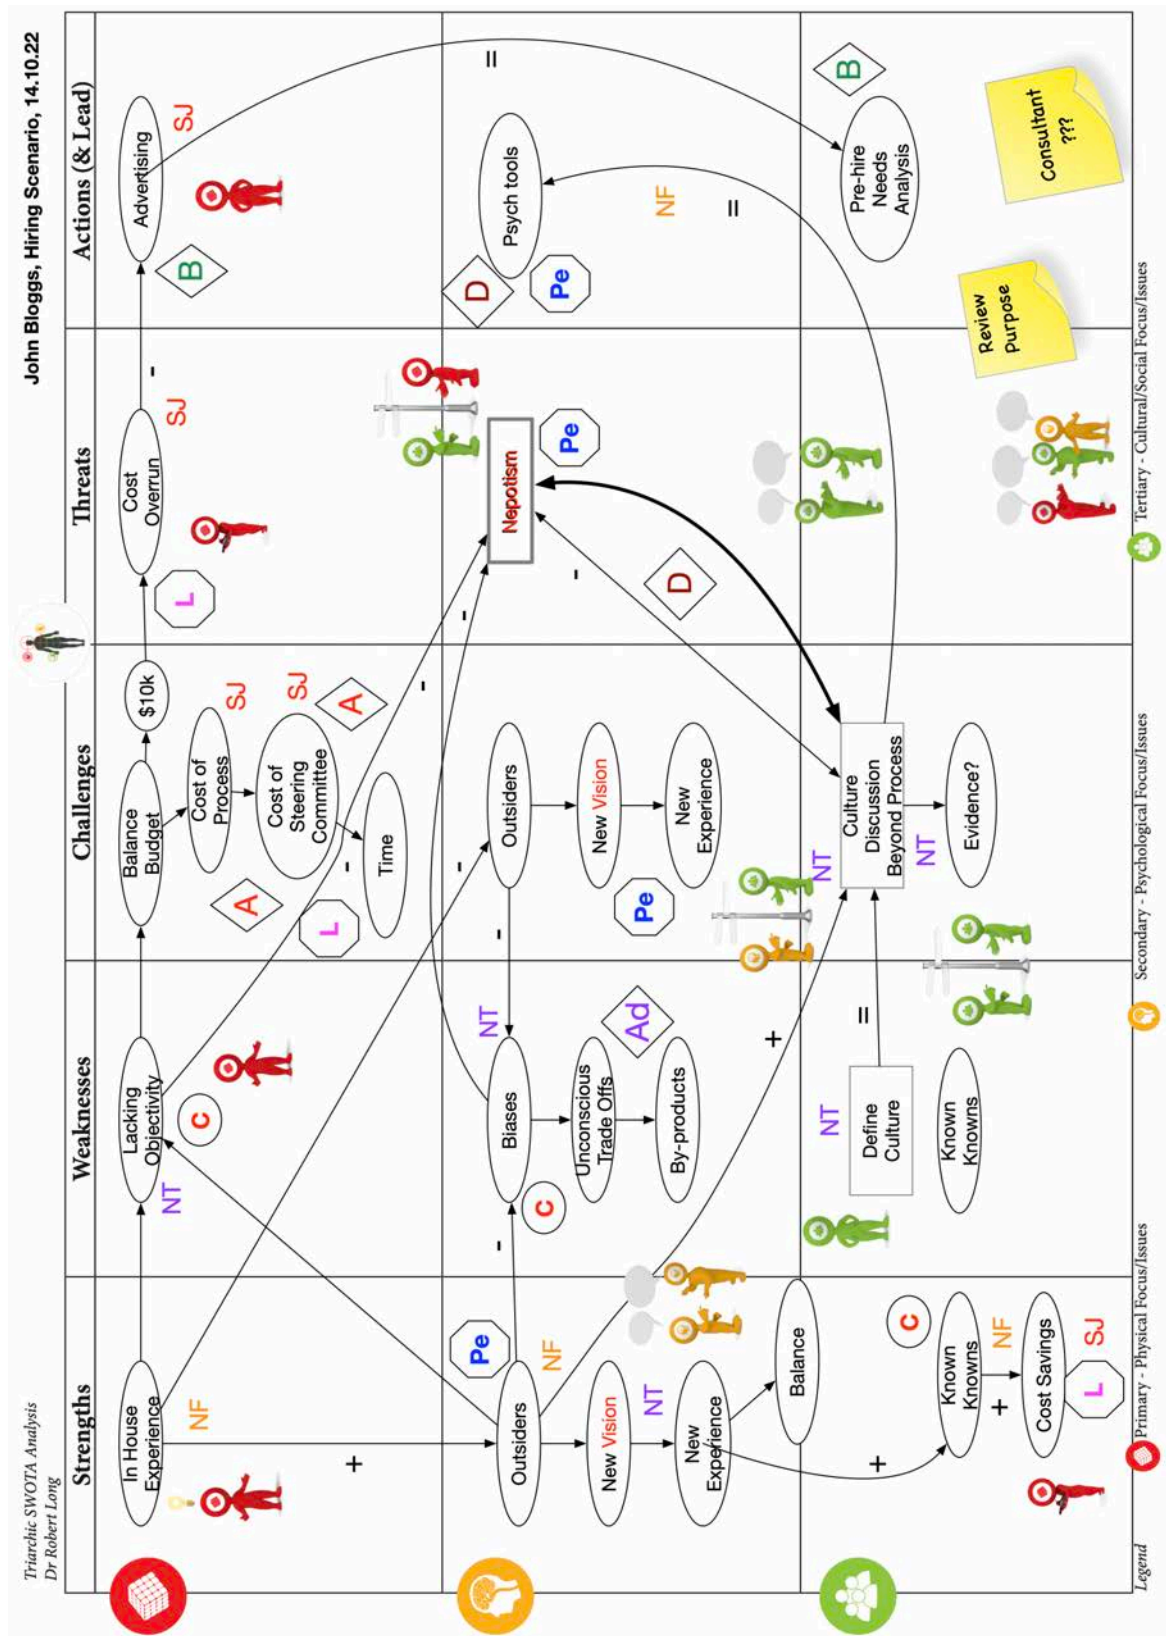 Triarchic SWOTA Analysis
Dr Robert Long
John Bloggs, Hiring Scenario, 14.10.22
Strengths
Weaknesses
Challenges
Threats
Actions (& Lead)
In House
Experience
NF
NT
Lacking
Objectivity
C
Balance
Budget
$10k
Cost of
Process
SJ
Cost of
Steering
Committee
SJ
A
A
L
Time
-
L
Cost
Overrun
SJ
-
B
Advertising
SJ
=
+
-
-
-
Outsiders
Pe
NF
New Vision
NT
New
Experience
Balance
-
C
Biases
NT
Unconscious
Trade Offs
Ad
By-products
-
Outsiders
New Vision
Pe
New
Experience
Nepotism
Pe
-
D
D
Pe
Psych tools
NF
=
+
+
C
Known
Knowns
+
NF
Cost Savings
L
SJ
NT
Define
Culture
Known
Knowns
=
NT
Culture
Discussion
Beyond Process
NT
Evidence?
B
Pre-hire
Needs
Analysis
Review
Purpose
Consultant
???
Legend
Primary - Physical Focus/Issues
Secondary - Psychological Focus/Issues
Tertiary - Cultural/Social Focus/Issues